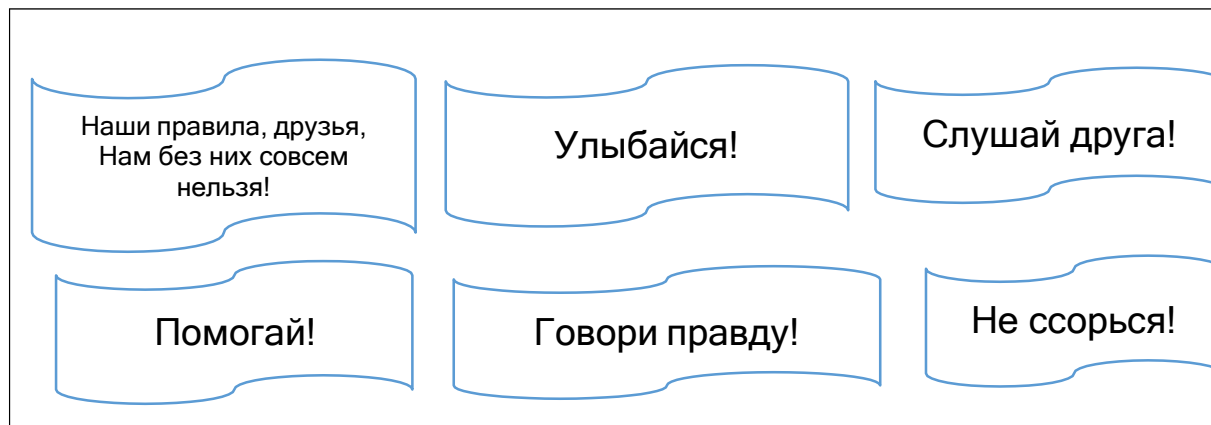 Наши правила, друзья,
Нам без них совсем
нельзя!
Улыбайся!
Слушай друга!
Помогай!
Говори правду!
Не ссорься!